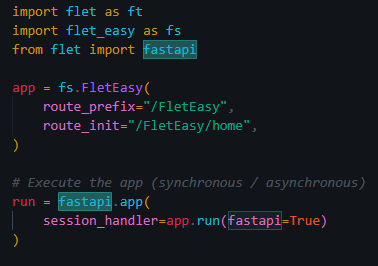 import flet as ft
import flet_easy as fs
from flet import fastapi
app = fs.FletEasy(
    route_prefix="/FletEasy",
    route_init="/FletEasy/home",
)
# Execute the app (synchronous / asynchronous)
run = fastapi.app(
    session_handler=app.run(fastapi=True)
)